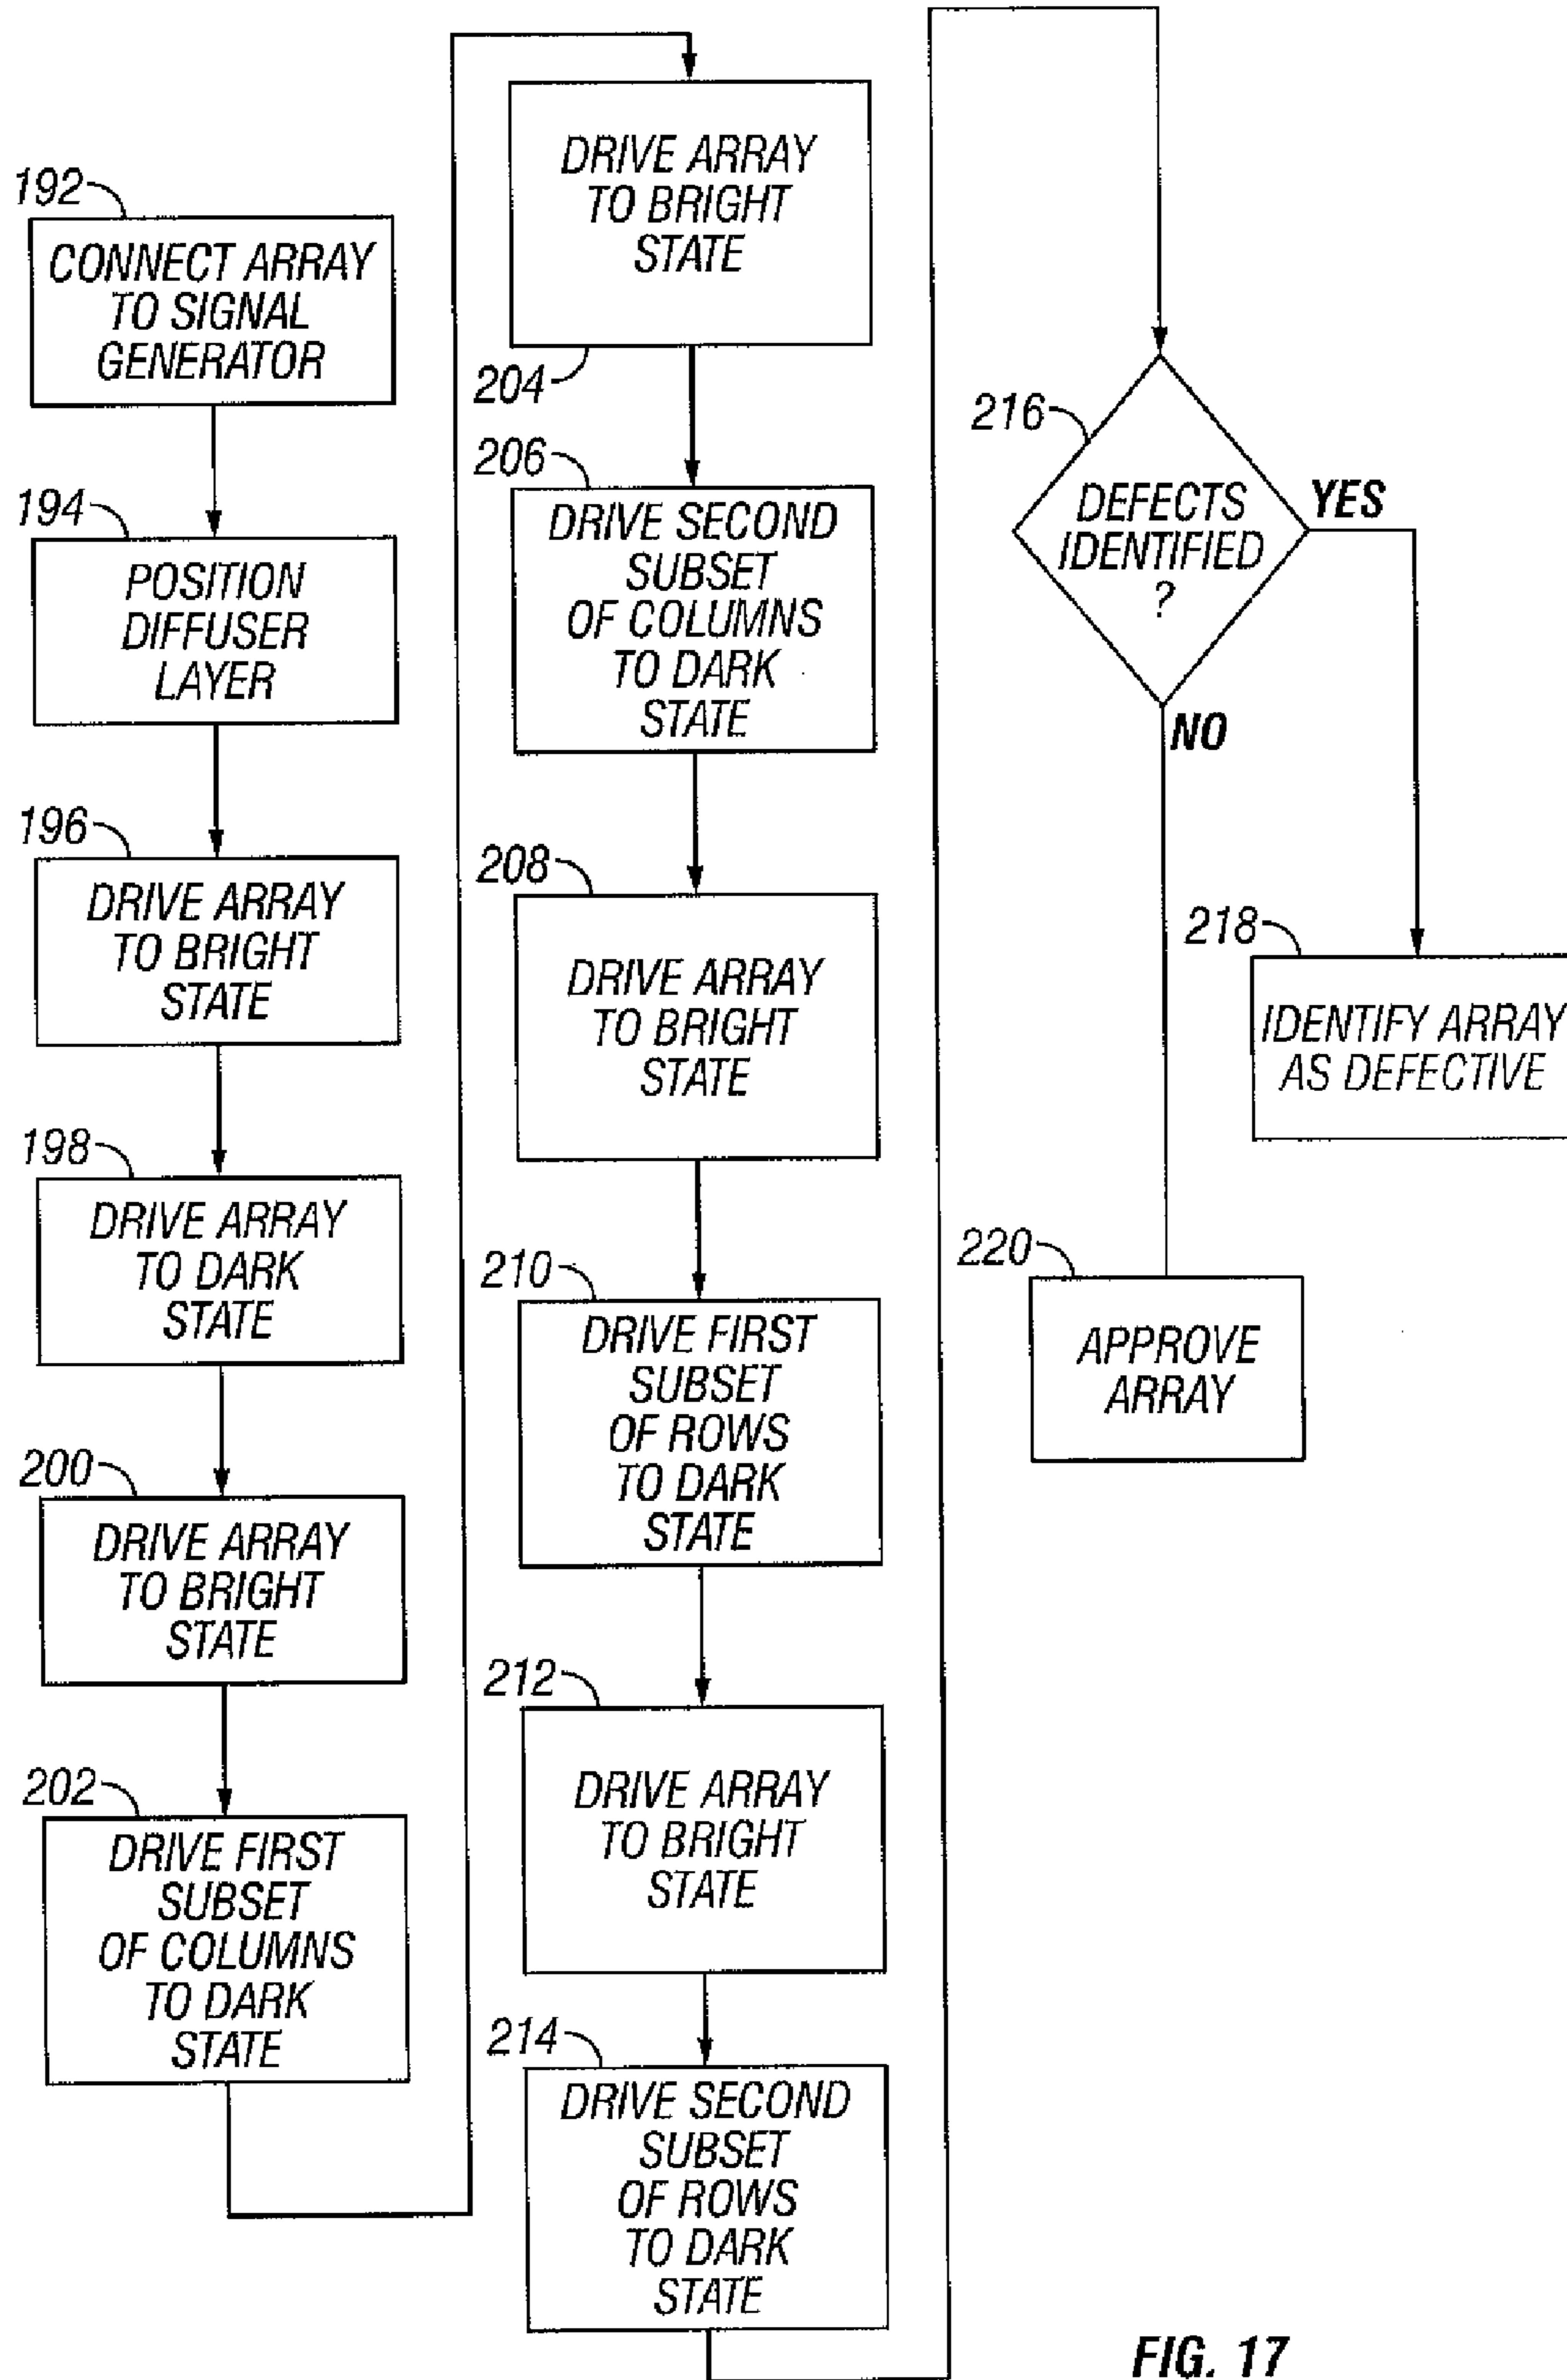 192
CONNECT ARRAY
TO SIGNAL
GENERATOR
194
POSITION
DIFFUSER
LAYER
196
DRIVE ARRAY
TO BRIGHT
STATE
198
DRIVE ARRAY
TO DARK
STATE
200
DRIVE ARRAY
TO BRIGHT
STATE
202
DRIVE FIRST
SUBSET
OF COLUMNS
TO DARK
STATE
DRIVE ARRAY
TO BRIGHT
STATE
204
206
DRIVE SECOND
SUBSET
OF COLUMNS
TO DARK
STATE
208
DRIVE ARRAY
TO BRIGHT
STATE
210
DRIVE FIRST
SUBSET
OF ROWS
TO DARK
STATE
212
DRIVE ARRAY
TO BRIGHT
STATE
214
DRIVE SECOND
SUBSET
OF ROWS
TO DARK
STATE
216
DEFECTS
IDENTIFIED
?
YES
NO
218
IDENTIFY ARRAY
AS DEFECTIVE
220
APPROVE
ARRAY
FIG. 17